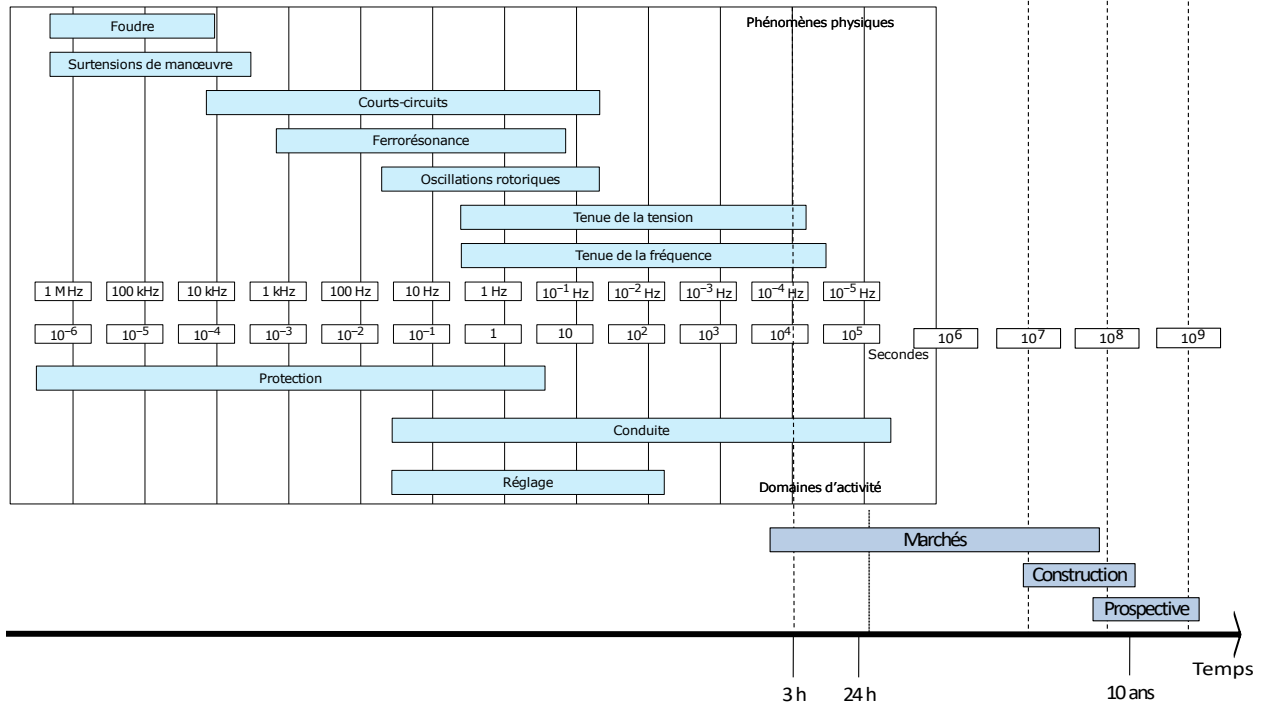 Foudre
Phénomènes physiques
Surtensions de manœuvre
Courts-circuits
Ferrorésonance
Oscillations rotoriques
Tenue de la tension
Tenue de la fréquence
1 MHz 100 kHz 10 kHz 1 kHz 100 Hz 10 Hz 1 Hz 10⁻¹ Hz 10⁻² Hz 10⁻³ Hz 10⁻⁴ Hz 10⁻⁵ Hz
10⁻⁶ 10⁻⁵ 10⁻⁴ 10⁻³ 10⁻² 10⁻¹ 1 10 10² 10³ 10⁴ 10⁵ 10⁶ 10⁷ 10⁸ 10⁹
Secondes
Protection
Conduite
Réglage
Domaines d'activité
Marchés
Construction
Prospective
Temps
3 h 24 h 10 ans